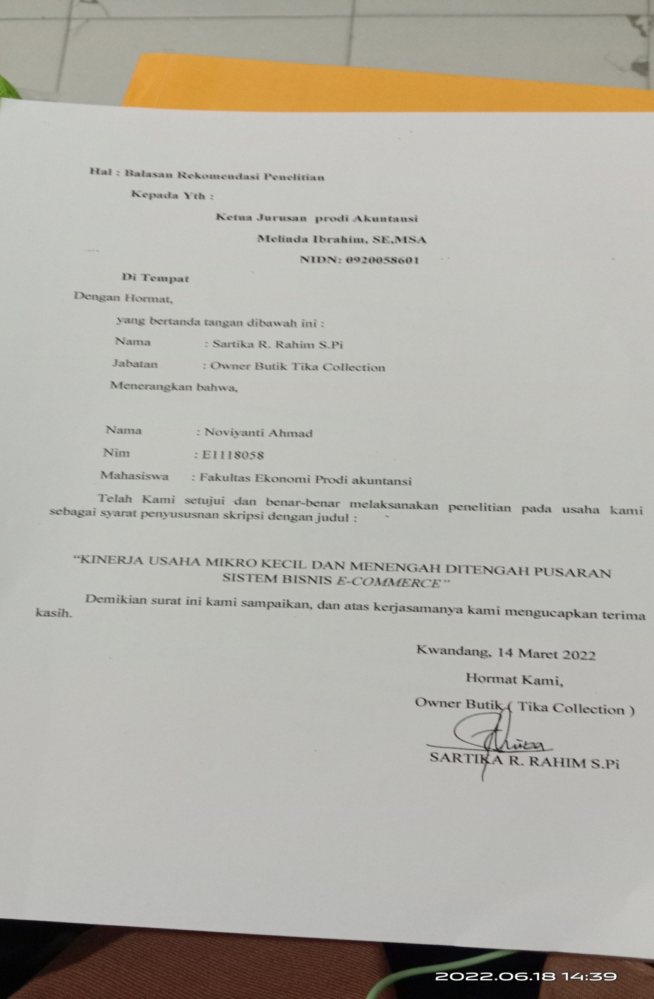 Hal : Balasan Rekomendasi Penelitian
Kepada Yth :
Ketua Jurusan prodi Akuntansi
Melinda Ibrahim, SE,MSA
NIDN: 0920058601
Di Tempat
Dengan Hormat,
yang bertanda tangan dibawah ini :
Nama : Sartika R. Rahim S.Pi
Jabatan : Owner Butik Tika Collection
Menerangkan bahwa,
Nama : Noviyanti Ahmad
Nim : E1118058
Mahasiswa : Fakultas Ekonomi Prodi akuntansi
Telah Kami setujui dan benar-benar melaksanakan penelitian pada usaha kami
sebagai syarat penyususnan skripsi dengan judul :
“KINERJA USAHA MIKRO KECIL DAN MENENGAH DITENGAH PUSARAN
SISTEM BISNIS E-COMMERCE”
Demikian surat ini kami sampaikan, dan atas kerjasamanya kami mengucapkan terima
kasih.
Kwandang, 14 Maret 2022
Hormat Kami,
Owner Butik ( Tika Collection )
SARTIKA R. RAHIM S.Pi
2022.06.18 14:39